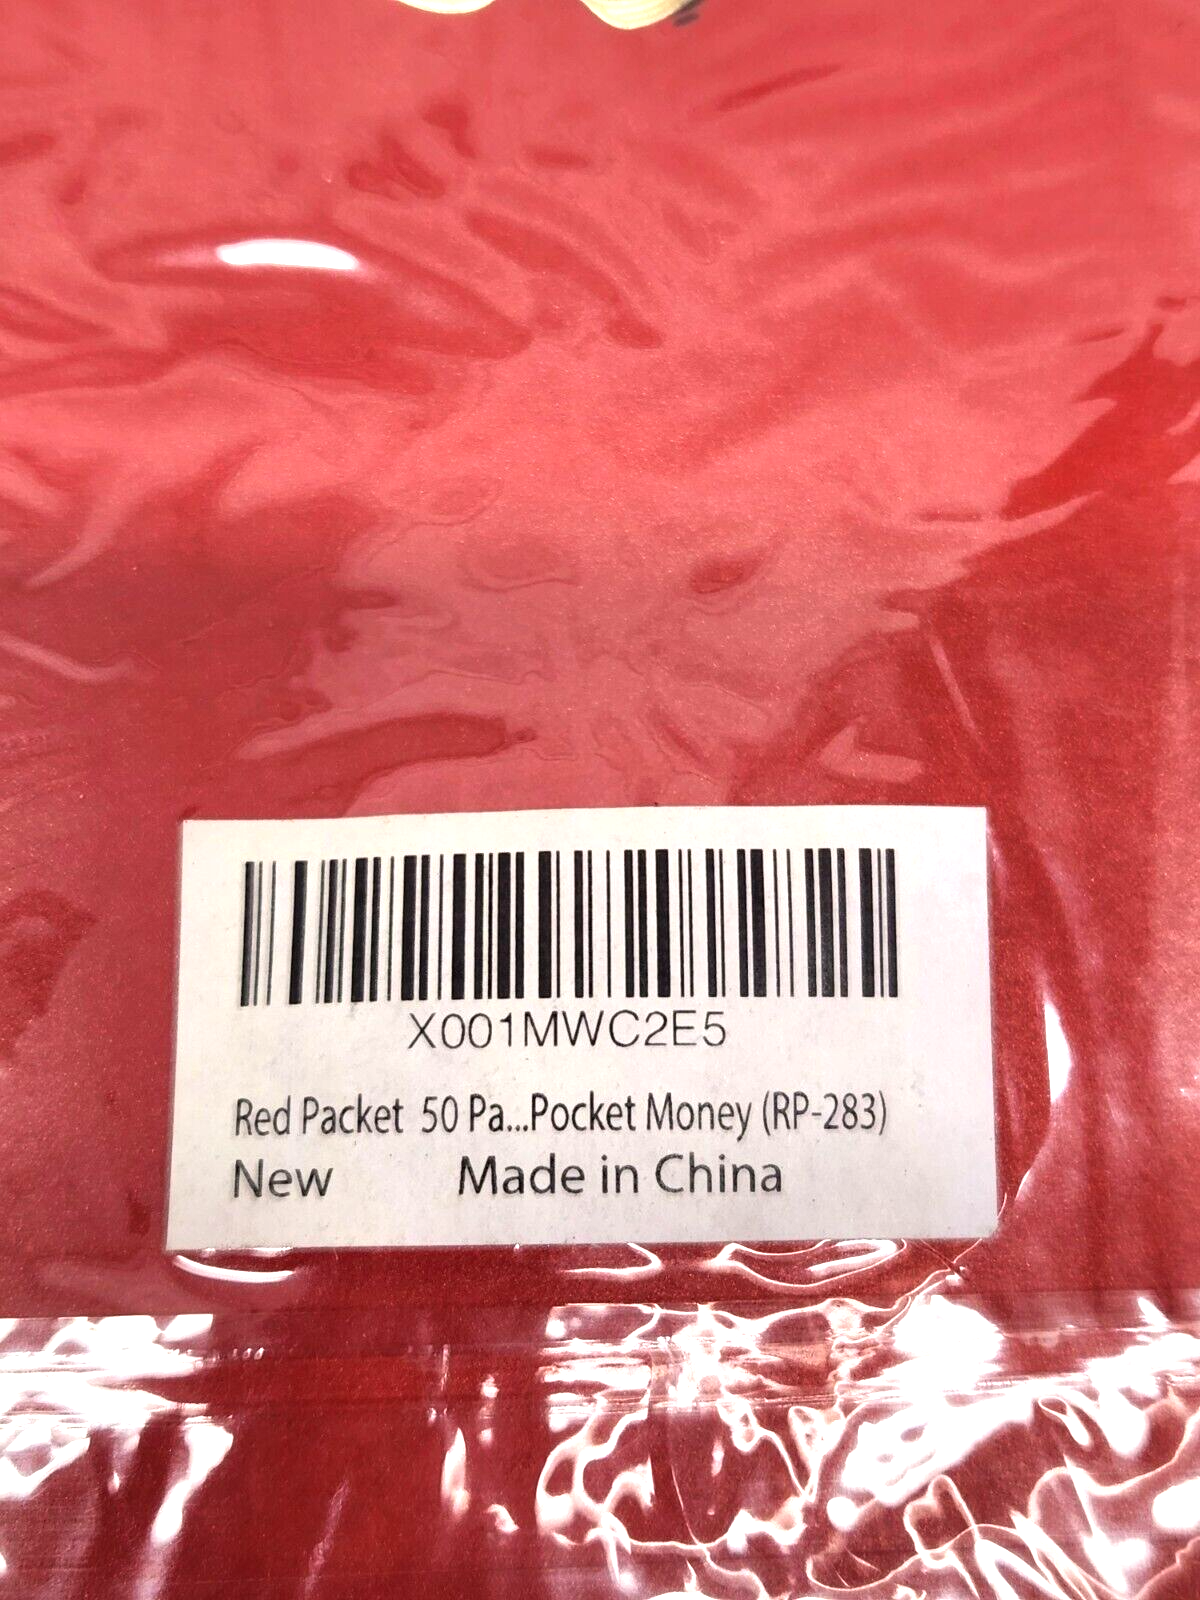 X001MWC2E5
Red Packet 50 Pa...Pocket Money (RP-283)
New Made in China